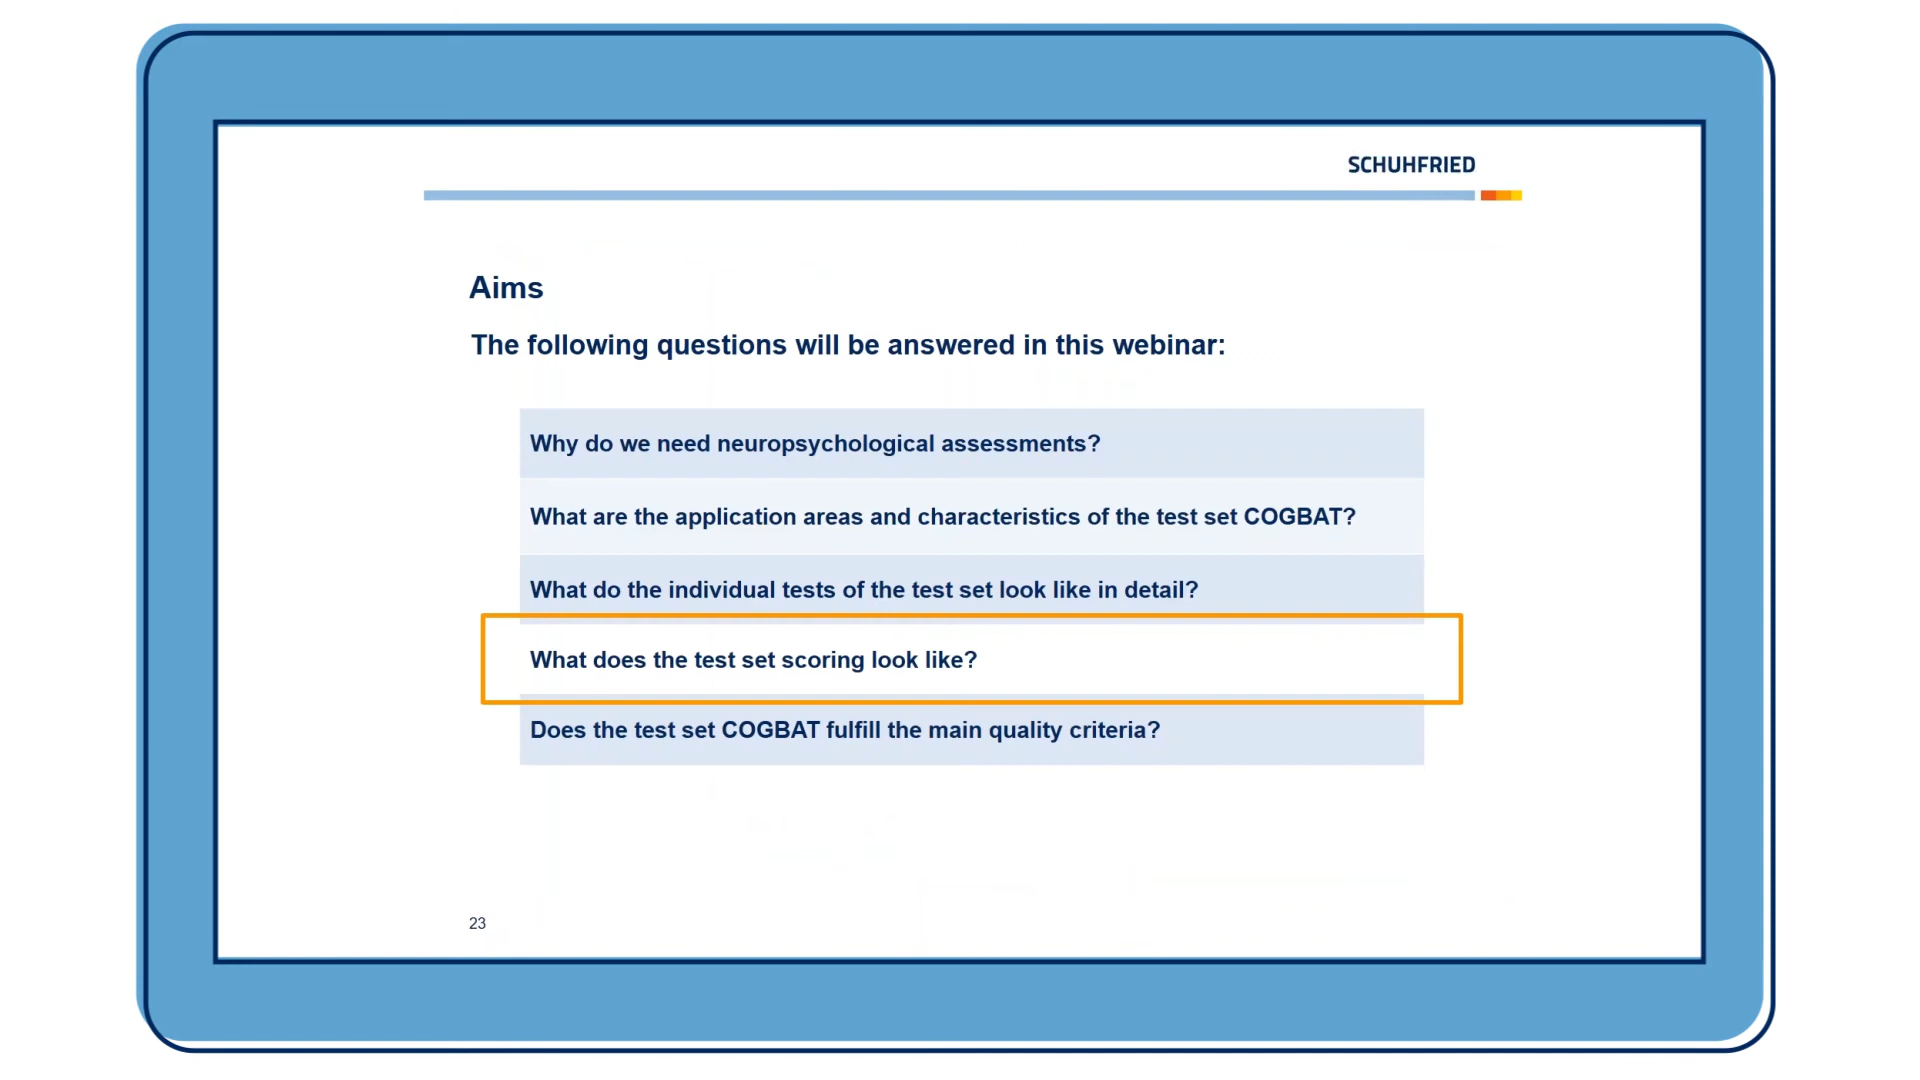 SCHUHFRIED
Aims
The following questions will be answered in this webinar:
Why do we need neuropsychological assessments?
What are the application areas and characteristics of the test set COGBAT?
What do the individual tests of the test set look like in detail?
What does the test set scoring look like?
Does the test set COGBAT fulfill the main quality criteria?
23